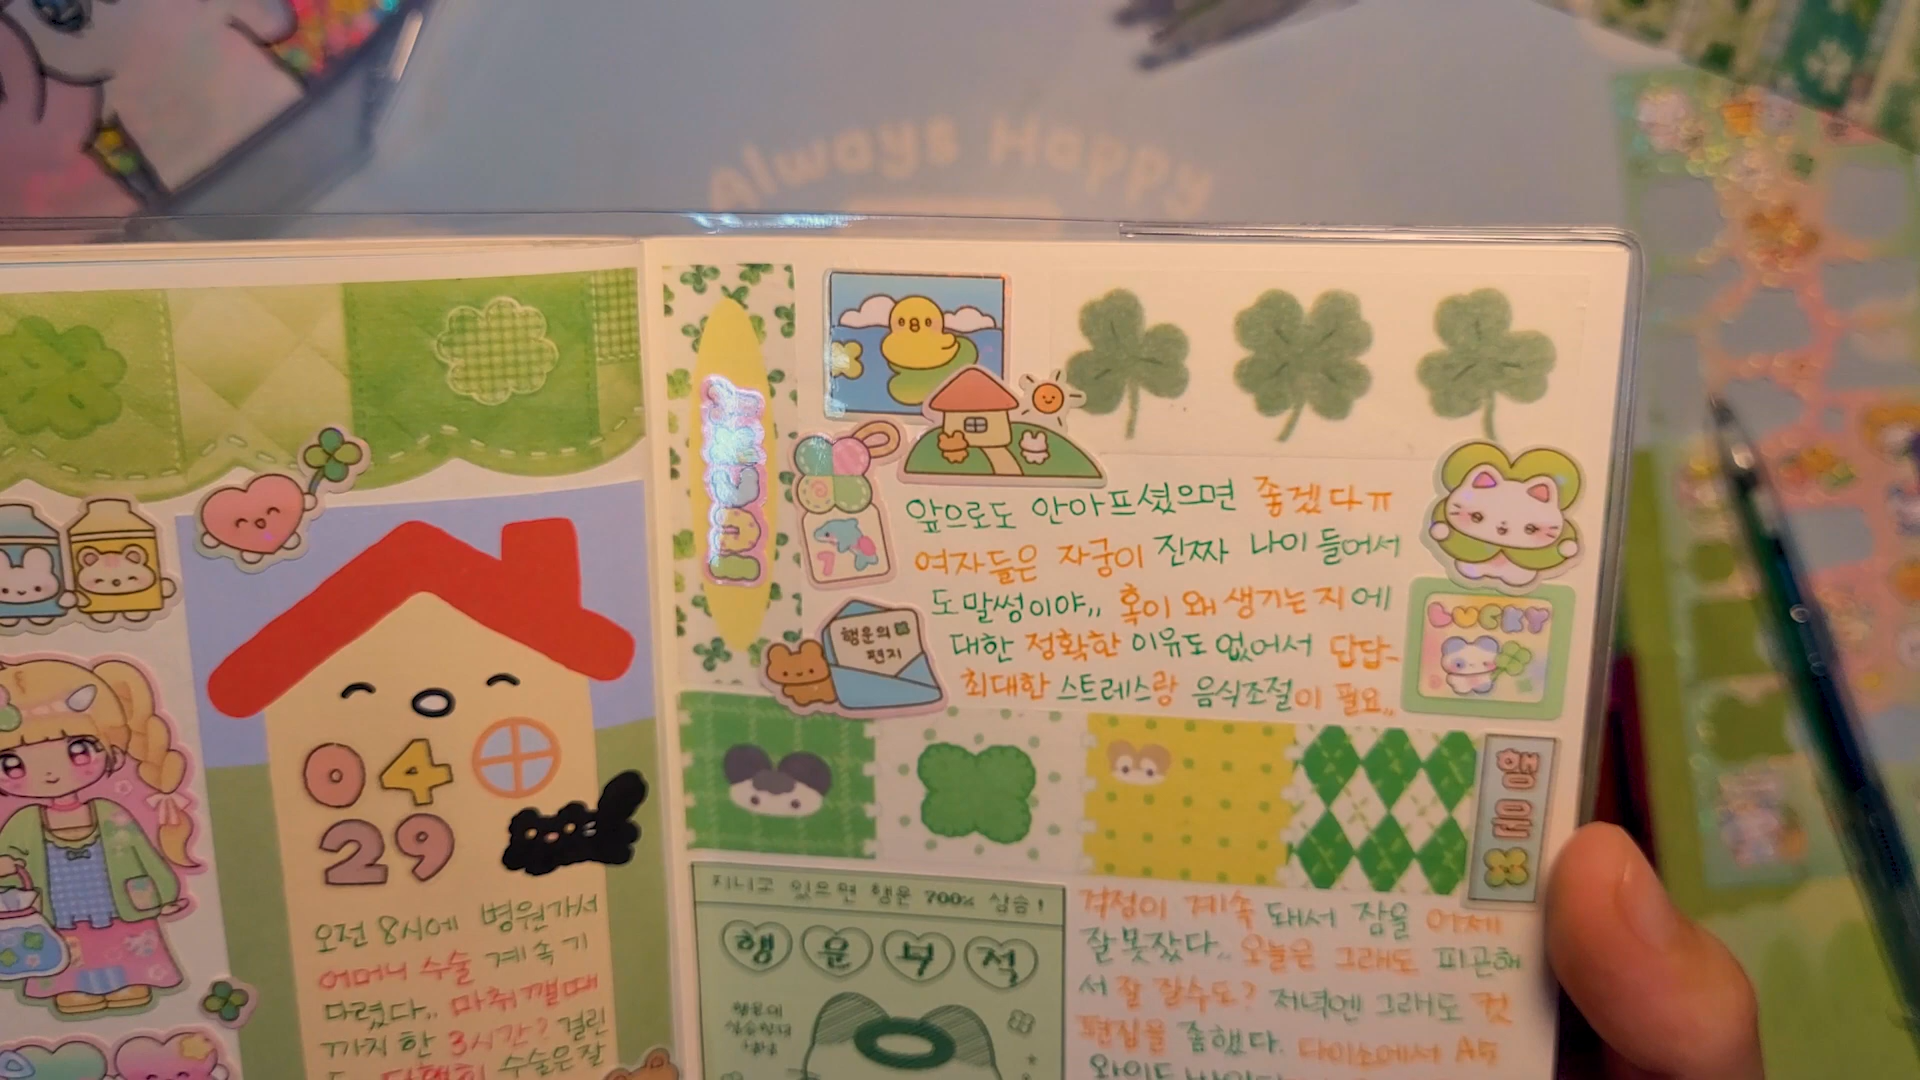 Always Happy
04
29
오전 8시에 병원가서
어머니 수술 계속 기
다렸다.. 마취깰때
까지 한 3시간? 걸린
수술은잘
앞으로도 안아프셨으면 좋겠다ㅠ
여자들은 자궁이 진짜 나이 들어서
도말썽이야,, 혹이 왜 생기는지에
대한 정확한 이유도 없어서 답답_
최대한 스트레스랑 음식조절이 필요,,
7
행운의
편지
LUCKY
행운
지니고 있으면 행운 700% 상승!
행운부적
걱정이 계속 돼서 잠을 어제
잘못잤다.. 오늘은 그래도 피곤해
서 잘 잘수도? 저녁엔 그래도 컷
편집을 좀했다. 다이소에서 A5